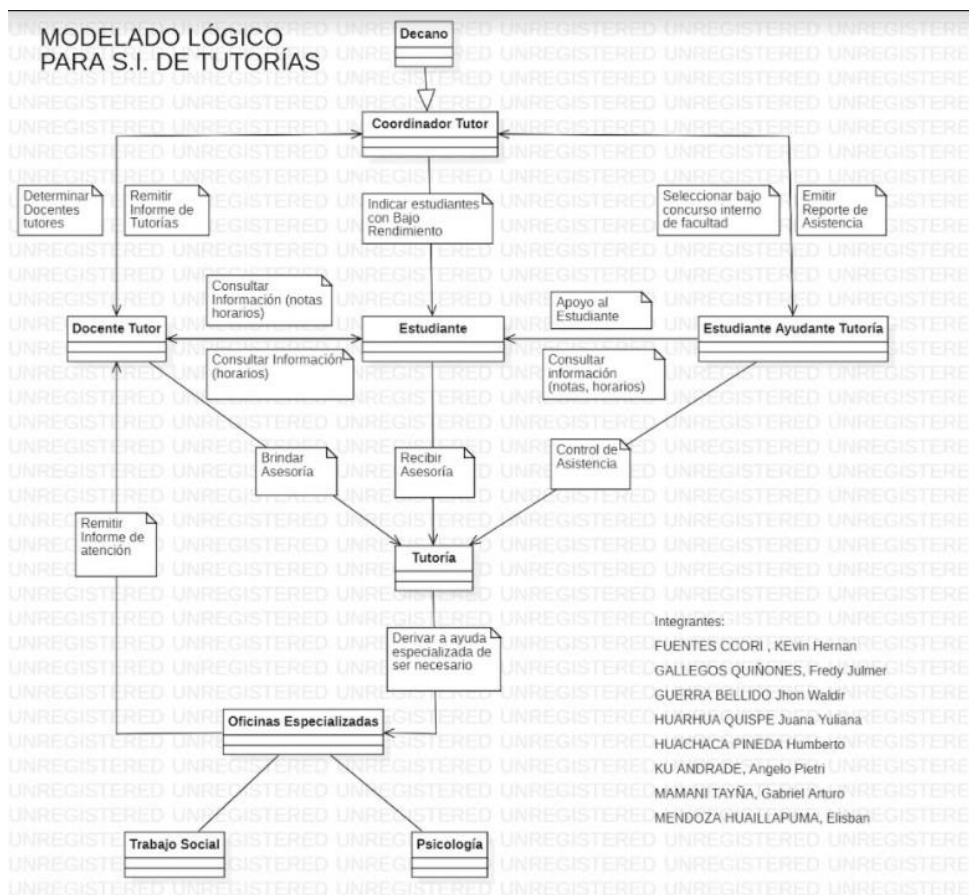 MODELADO LÓGICO
PARA S.I. DE TUTORÍAS
Decano
Coordinador Tutor
Determinar
Docentes
tutores
Remitir
Informe de
Tutorías
Indicar estudiantes
con Bajo
Rendimiento
Seleccionar bajo
concurso interno
de facultad
Emitir
Reporte de
Asistencia
Consultar
Información (notas
horarios)
Apoyo al
Estudiante
Docente Tutor
Estudiante
Estudiante Ayudante Tutoría
Consultar Información
(horarios)
Consultar
información
(notas, horarios)
Brindar
Asesoría
Recibir
Asesoría
Control de
Asistencia
Remitir
Informe de
atención
Tutoría
Derivar a ayuda
especializada de
ser necesario
Oficinas Especializadas
Trabajo Social
Psicología
Integrantes:
FUENTES CCORI , KEvin Hernan
GALLEGOS QUIÑONES, Fredy Julmer
GUERRA BELLIDO Jhon Waldir
HUARHUA QUISPE Juana Yuliana
HUACHACA PINEDA Humberto
KU ANDRADE, Angelo Pietri
MAMANI TAYÑA, Gabriel Arturo
MENDOZA HUAILLAPUMA, Elisban
UNREGISTERED